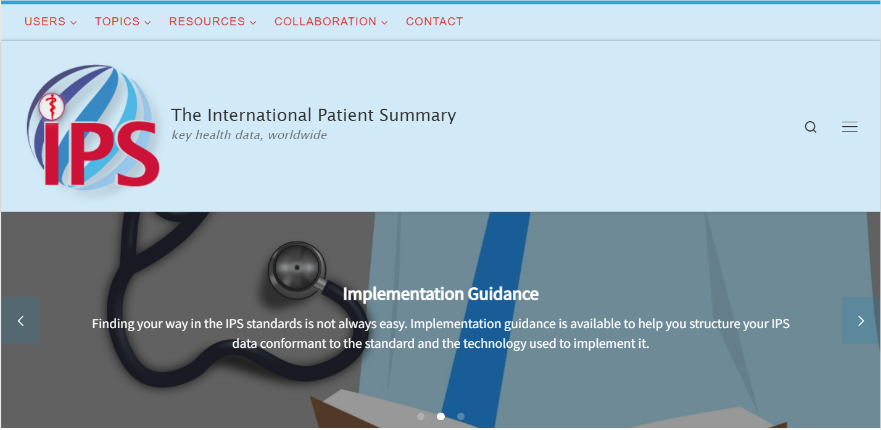 USERS TOPICS RESOURCES COLLABORATION CONTACT
IPS
The International Patient Summary
key health data, worldwide
Implementation Guidance
Finding your way in the IPS standards is not always easy. Implementation guidance is available to help you structure your IPS
data conformant to the standard and the technology used to implement it.